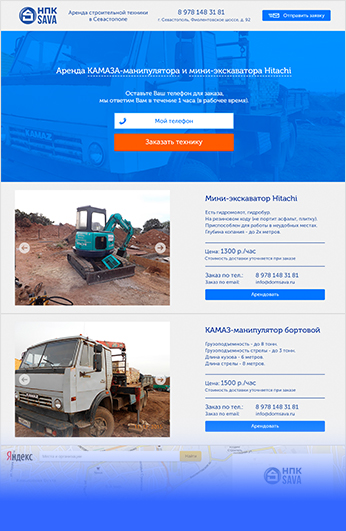 НПК
SAVA
Аренда строительной техники
в Севастополе
8 978 148 31 81
г. Севастополь, Фиолентовское шоссе, д. 92
Отправить заявку
Аренда КАМАЗА-манипулятора и мини-экскаватора Hitachi
Оставьте Ваш телефон для заказа,
мы ответим Вам в течение 1 часа (в рабочее время).
Мой телефон
Заказать технику
Мини-экскаватор Hitachi
Есть гидромолот, гидробур.
На резиновом ходу (не портит асфальт, плитку).
Приспособлен для работы в неудобных местах.
Глубина копания - до 2х метров.
Цена: 1300 р./час
Стоимость доставки уточняется при заказе
Заказ по тел.: 8 978 148 31 81
Заказ по email: info@domsava.ru
Арендовать
КАМАЗ-манипулятор бортовой
Грузоподъемность - до 8 тонн.
Грузоподъемность стрелы - до 3 тонн.
Длина кузова - 6 метров.
Длина стрелы - 8 метров.
Цена: 1500 р./час
Стоимость доставки уточняется при заказе
Заказ по тел.: 8 978 148 31 81
Заказ по email: info@domsava.ru
Арендовать
Яндекс
Место и организация
Найти
НПК
SAVA